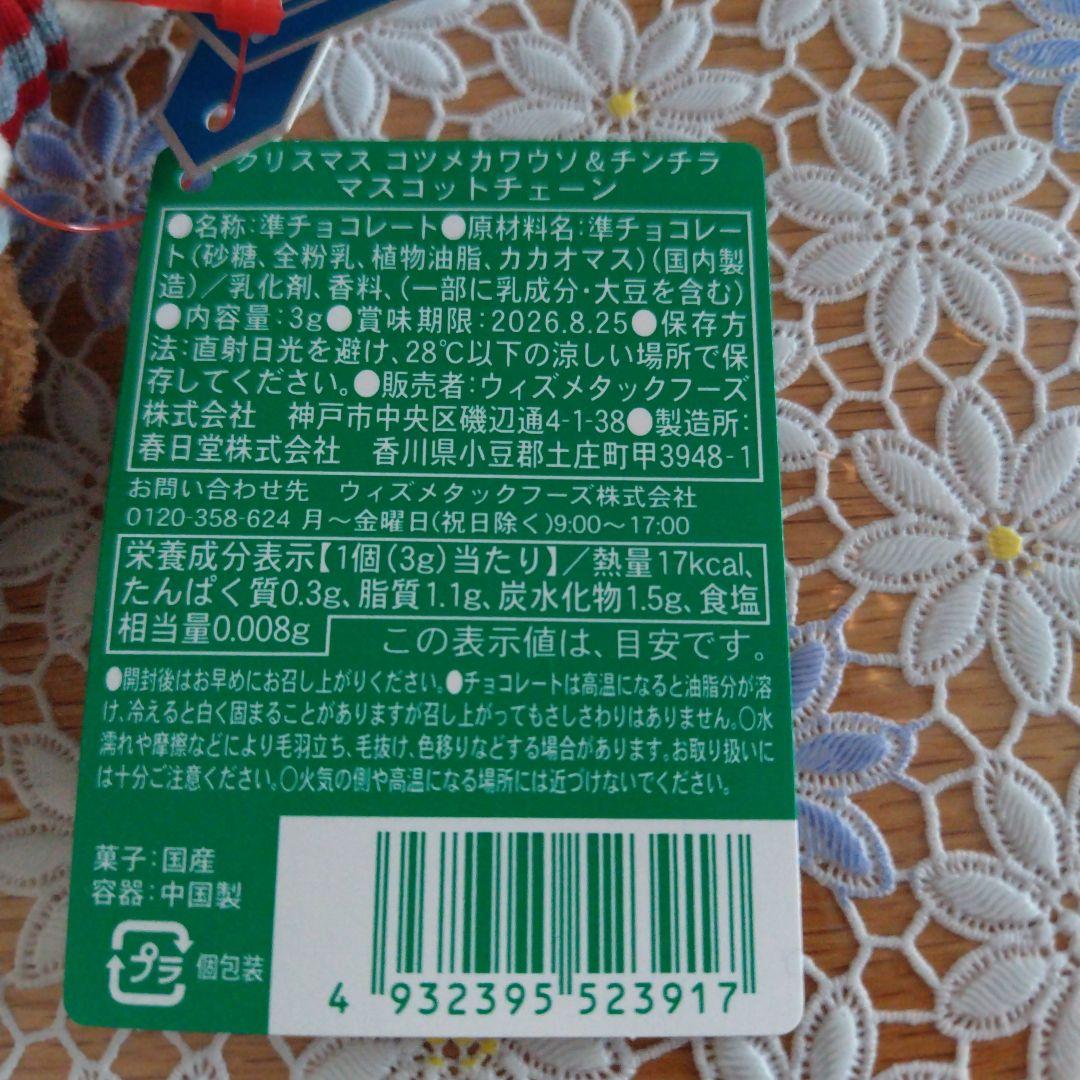 クリスマス コツメカワウソ&チンチラ
マスコットチェーン
●名称:準チョコレート●原材料名:準チョコレー
ト(砂糖、全粉乳、植物油脂、カカオマス)(国内製
造)／乳化剤、香料、(一部に乳成分・大豆を含む)
●内容量:3g●賞味期限:2026.8.25●保存方
法:直射日光を避け、28℃以下の涼しい場所で保
存してください。●販売者:ウィズメタックフーズ
株式会社　神戸市中央区磯辺通4-1-38●製造所:
春日堂株式会社　香川県小豆郡土庄町甲3948-1
お問い合わせ先　ウィズメタックフーズ株式会社
0120-358-624 月～金曜日(祝日除く)9:00～17:00
栄養成分表示【1個(3g)当たり】／熱量17kcal、
たんぱく質0.3g、脂質1.1g、炭水化物1.5g、食塩
相当量0.008g
この表示値は、目安です。
●開封後はお早めにお召し上がりください。●チョコレートは高温になると油脂分が溶
け、冷えると白く固まることがありますが召し上がってもさしさわりはありません。○水
濡れや摩擦などにより毛羽立ち、毛抜け、色移りなどする場合があります。お取り扱いに
は十分ご注意ください。○火気の側や高温になる場所には近づけないでください。
菓子:国産
容器:中国製
プラ 個包装
4 932395 523917